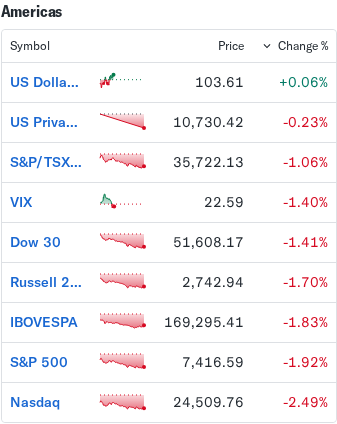 Americas
Symbol Price Change %
US Dolla... 103.61 +0.06%
US Priva... 10,730.42 -0.23%
S&P/TSX... 35,722.13 -1.06%
VIX 22.59 -1.40%
Dow 30 51,608.17 -1.41%
Russell 2... 2,742.94 -1.70%
IBOVESPA 169,295.41 -1.83%
S&P 500 7,416.59 -1.92%
Nasdaq 24,509.76 -2.49%